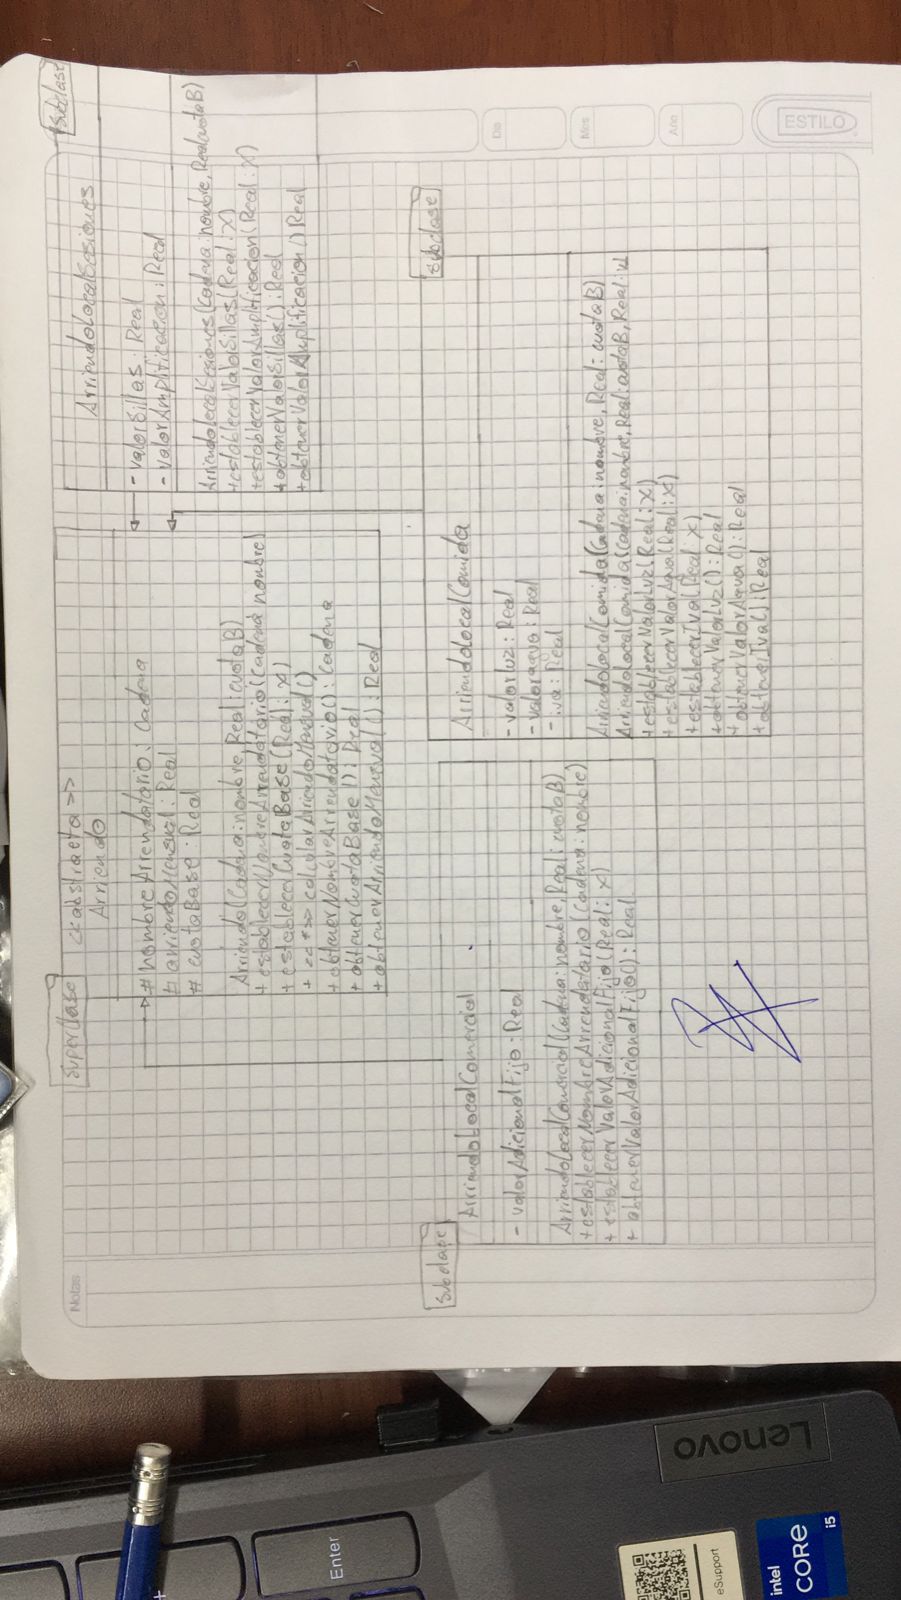 Notas
Superclase
<<abstracta>>
Arriendo
# nombreArrendatario: Cadena
# arriendoMensual: Real
# cuotaBase: Real
Arriendo(Cadena: nombre, Real: cuotaB)
+ establecerNombreArrendatario(Cadena nombre)
+ establecerCuotaBase(Real: x)
+ <<*>> calcularArriendoMensual()
+ obtenerNombreArrendatario(): Cadena
+ obtenerCuotaBase(): Real
+ obtenerArriendoMensual(): Real
Subclase
ArriendoLocalSesiones
- valorSillas: Real
- valorAmplificacion: Real
ArriendoLocalSesiones(Cadena: nombre, Real: cuotaB)
+ establecerValorSillas(Real: x)
+ establecerValorAmplificacion(Real: x)
+ obtenerValorSillas(): Real
+ obtenerValorAmplificacion() Real
Subclase
ArriendoLocalComercial
- valorAdicionalFijo: Real
ArriendoLocalComercial(Cadena: nombre, Real: cuotaB)
+ establecerNombreArrendatario(Cadena: nombre)
+ establecerValorAdicionalFijo(Real: x)
+ obtenerValorAdicionalFijo(): Real
Subclase
ArriendoLocalComida
- valorluz: Real
- valoragua: Real
- iva: Real
ArriendoLocalComida(Cadena: nombre, Real: cuotaB)
ArriendoLocalComida(Cadena: nombre, Real: cuotaB, Real:
+ establecerValorLuz(Real: x)
+ establecerValorAgua(Real: x)
+ establecerIva(Real x)
+ obtenerValorLuz(): Real
+ obtenerValorAgua(): Real
+ obtenerIva(): Real
Mes
Ano
ESTILO
Enter
Lenovo
eSupport
intel
CORE
i5